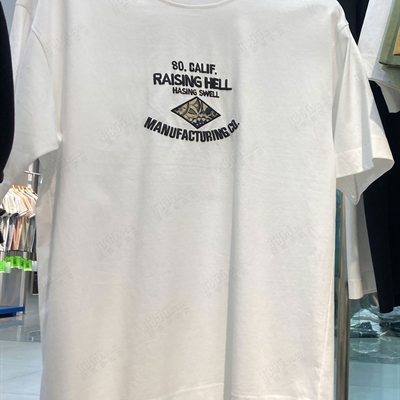 SO. CALIF.
RAISING HELL
HASING SWELL
MANUFACTURING CO.